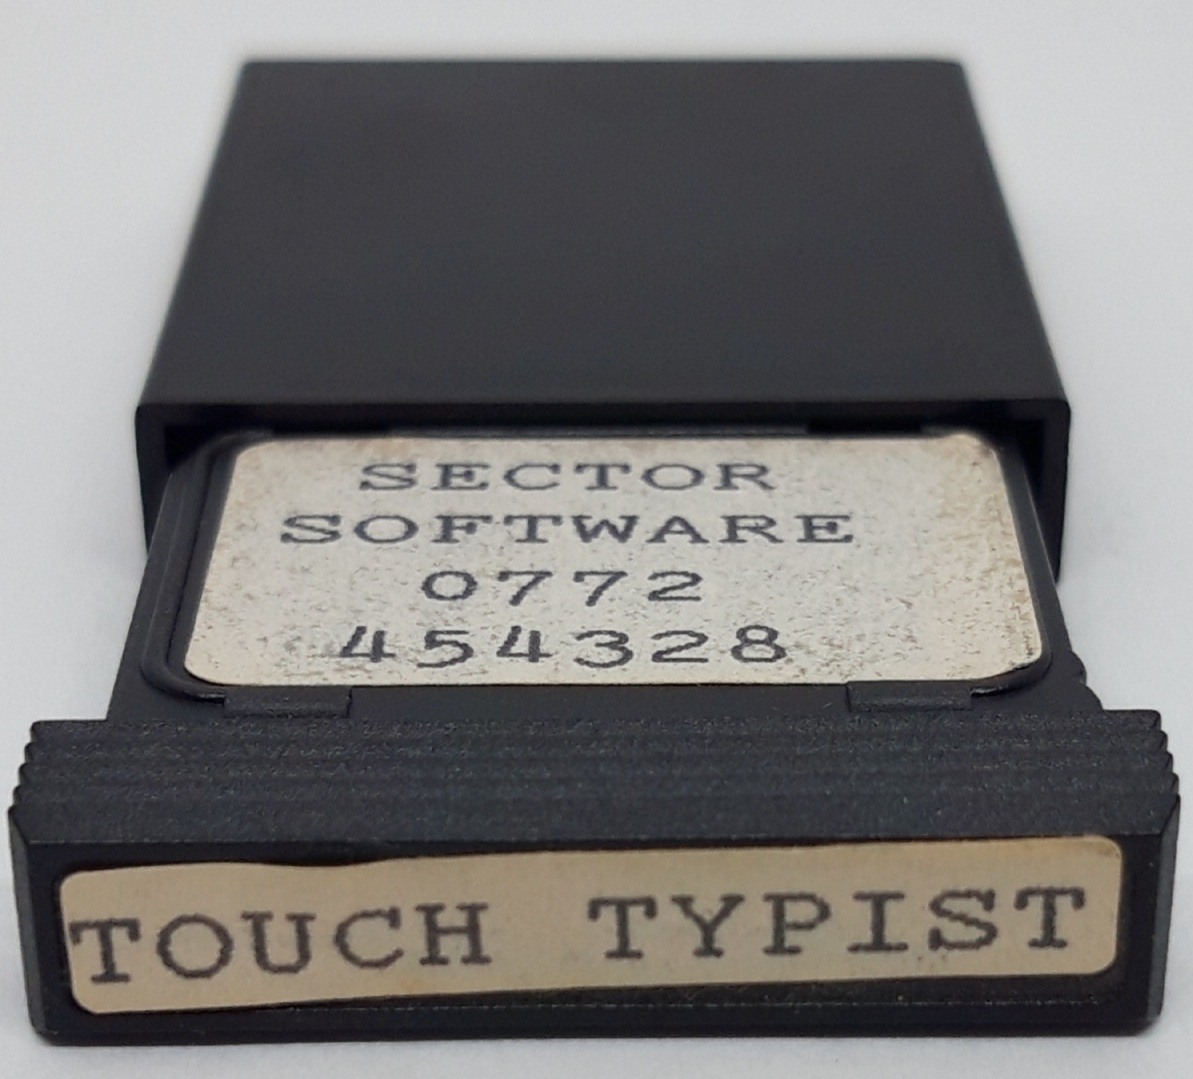 SECTOR
SOFTWARE
0772
454328
TOUCH TYPIST